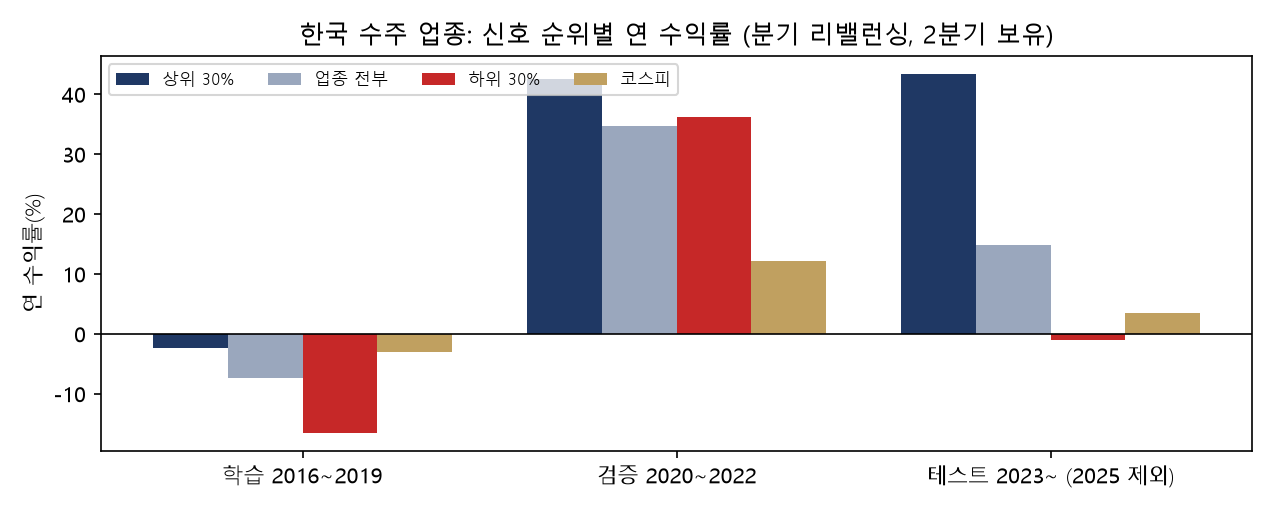 한국 수주 업종: 신호 순위별 연 수익률 (분기 리밸런싱, 2분기 보유)
상위 30% 업종 전부 하위 30% 코스피
연 수익률(%)
40
30
20
10
0
-10
학습 2016~2019 검증 2020~2022 테스트 2023~ (2025 제외)